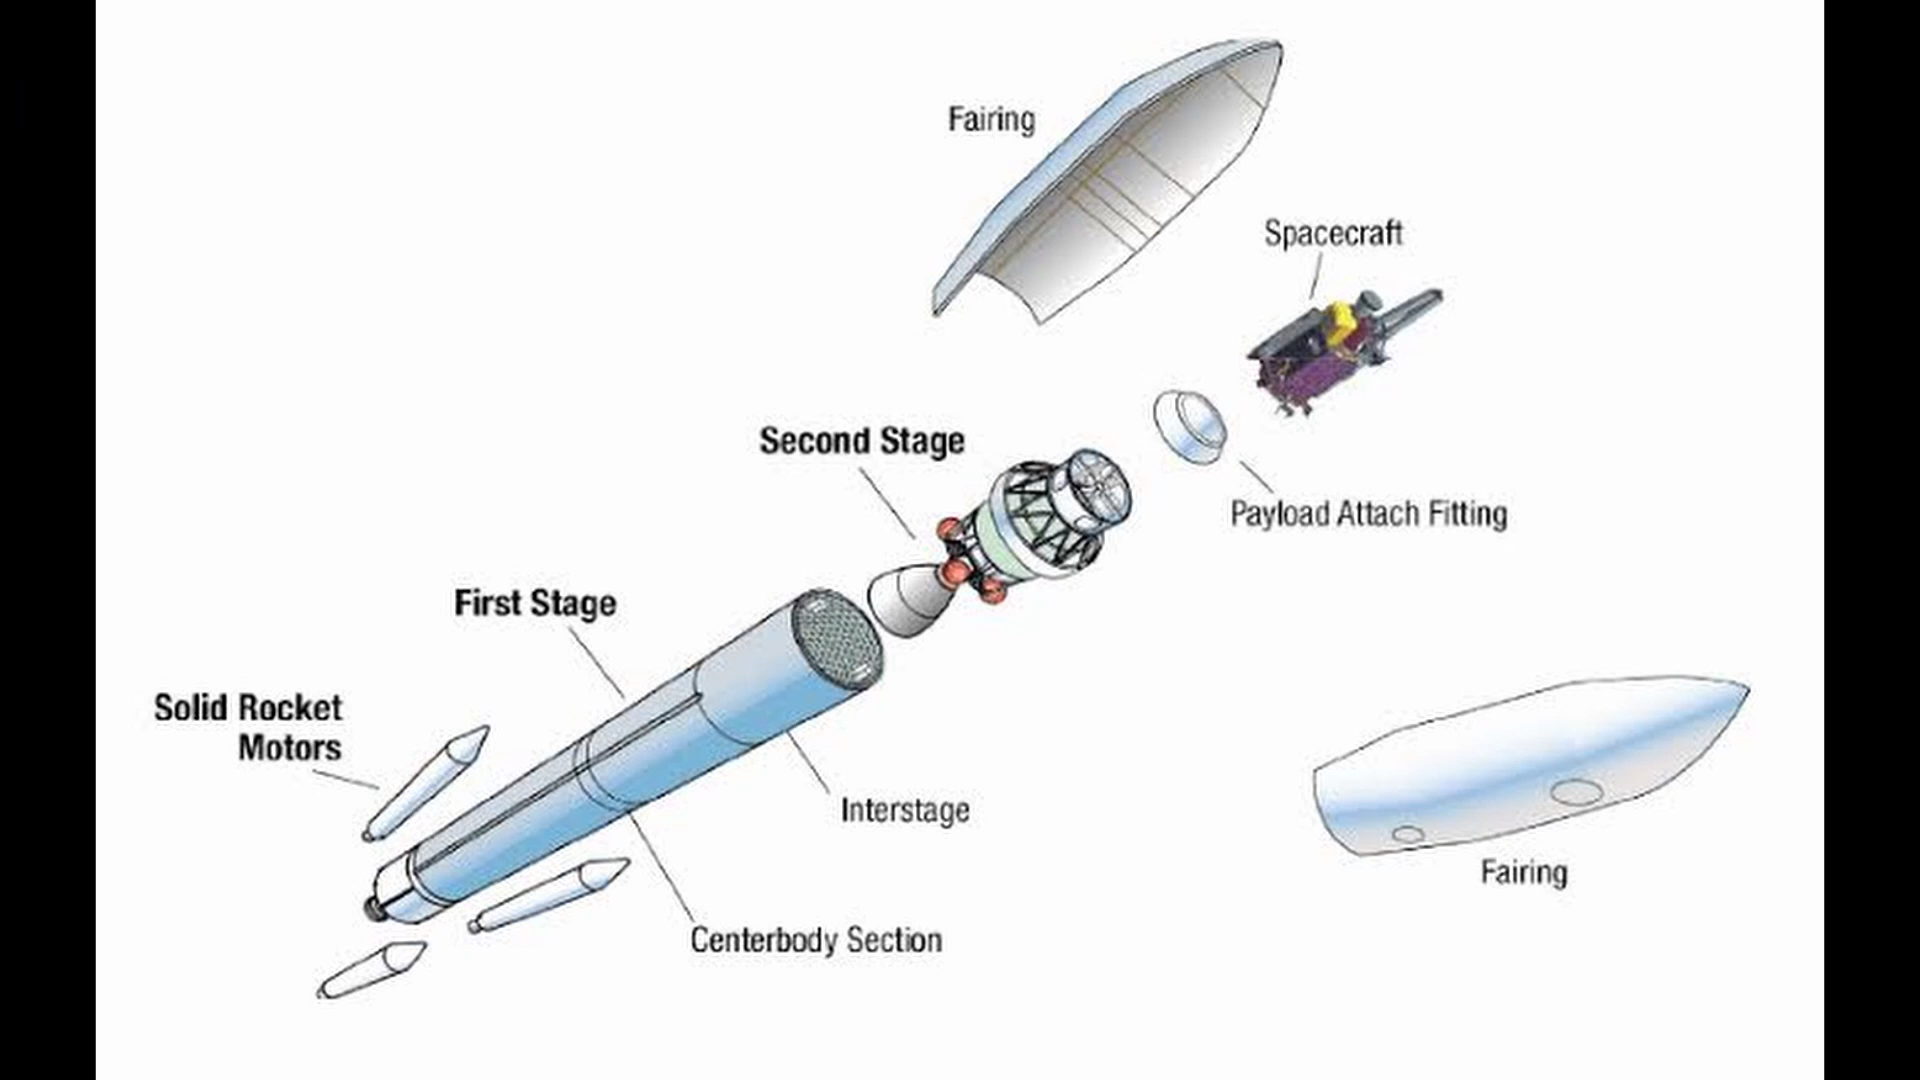 Fairing
Spacecraft
Second Stage
Payload Attach Fitting
First Stage
Solid Rocket
Motors
Interstage
Fairing
Centerbody Section